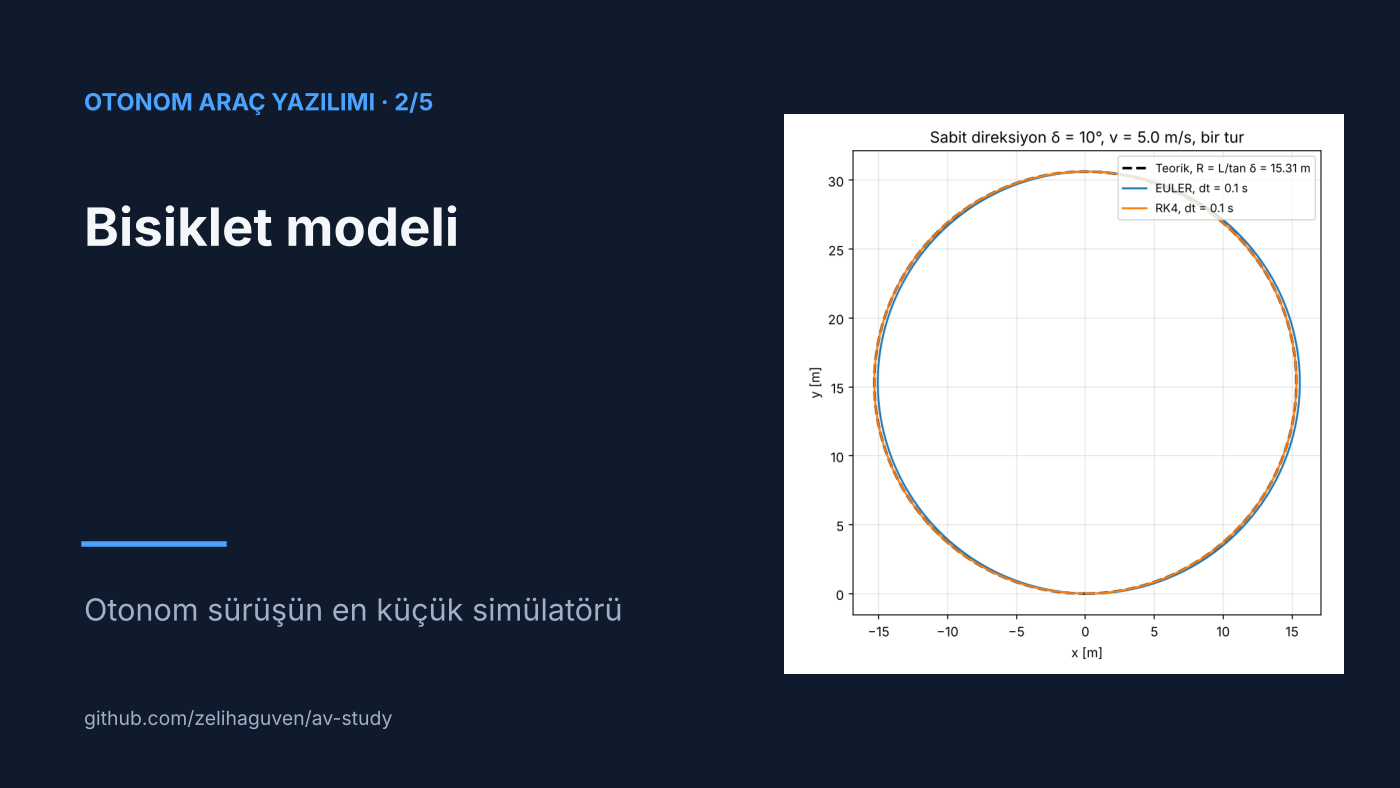 OTONOM ARAÇ YAZILIMI · 2/5
Bisiklet modeli
Otonom sürüşün en küçük simülatörü
github.com/zelihaguven/av-study
Sabit direksiyon δ = 10°, v = 5.0 m/s, bir tur
Teorik, R = L/tan δ = 15.31 m
EULER, dt = 0.1 s
RK4, dt = 0.1 s
30
25
20
15
10
5
0
y [m]
−15 −10 −5 0 5 10 15
x [m]